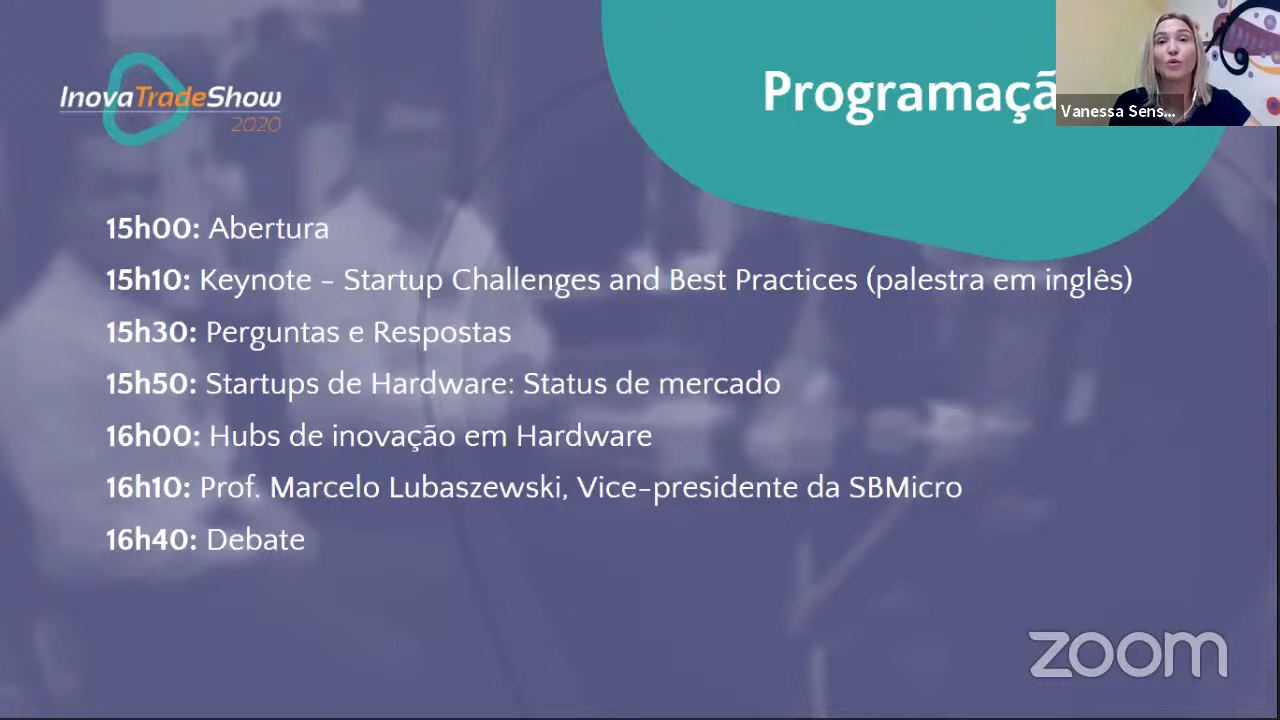 InovaTradeShow
2020
Programaçã
Vanessa Sens...
15h00: Abertura
15h10: Keynote – Startup Challenges and Best Practices (palestra em inglês)
15h30: Perguntas e Respostas
15h50: Startups de Hardware: Status de mercado
16h00: Hubs de inovação em Hardware
16h10: Prof. Marcelo Lubaszewski, Vice-presidente da SBMicro
16h40: Debate
zoom